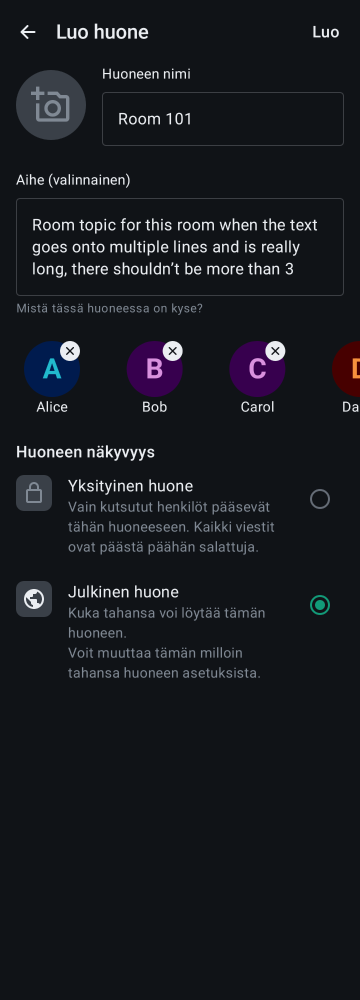 Luo huone
Luo
Huoneen nimi
Room 101
Aihe (valinnainen)
Room topic for this room when the text
goes onto multiple lines and is really
long, there shouldn’t be more than 3
Mistä tässä huoneessa on kyse?
A
B
C
Alice
Bob
Carol
Da
Huoneen näkyvyys
Yksityinen huone
Vain kutsutut henkilöt pääsevät
tähän huoneeseen. Kaikki viestit
ovat päästä päähän salattuja.
Julkinen huone
Kuka tahansa voi löytää tämän
huoneen.
Voit muuttaa tämän milloin
tahansa huoneen asetuksista.